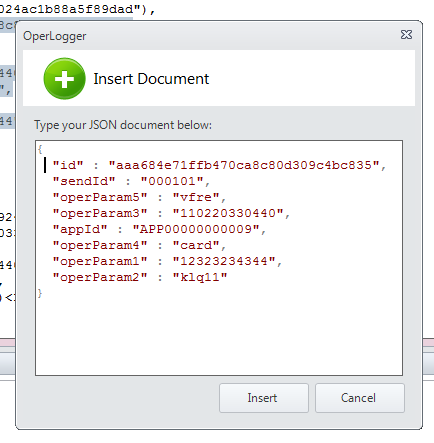 024ac1b88a5f89dad"),
OperLogger
Insert Document
Type your JSON document below:
{
"id" : "aaa684e71ffb470ca8c80d309c4bc835",
"sendId" : "000101",
"operParam5" : "vfre",
"operParam3" : "110220330440",
"appId" : "APP00000000009",
"operParam4" : "card",
"operParam1" : "12323234344",
"operParam2" : "klq11"
}
Insert
Cancel